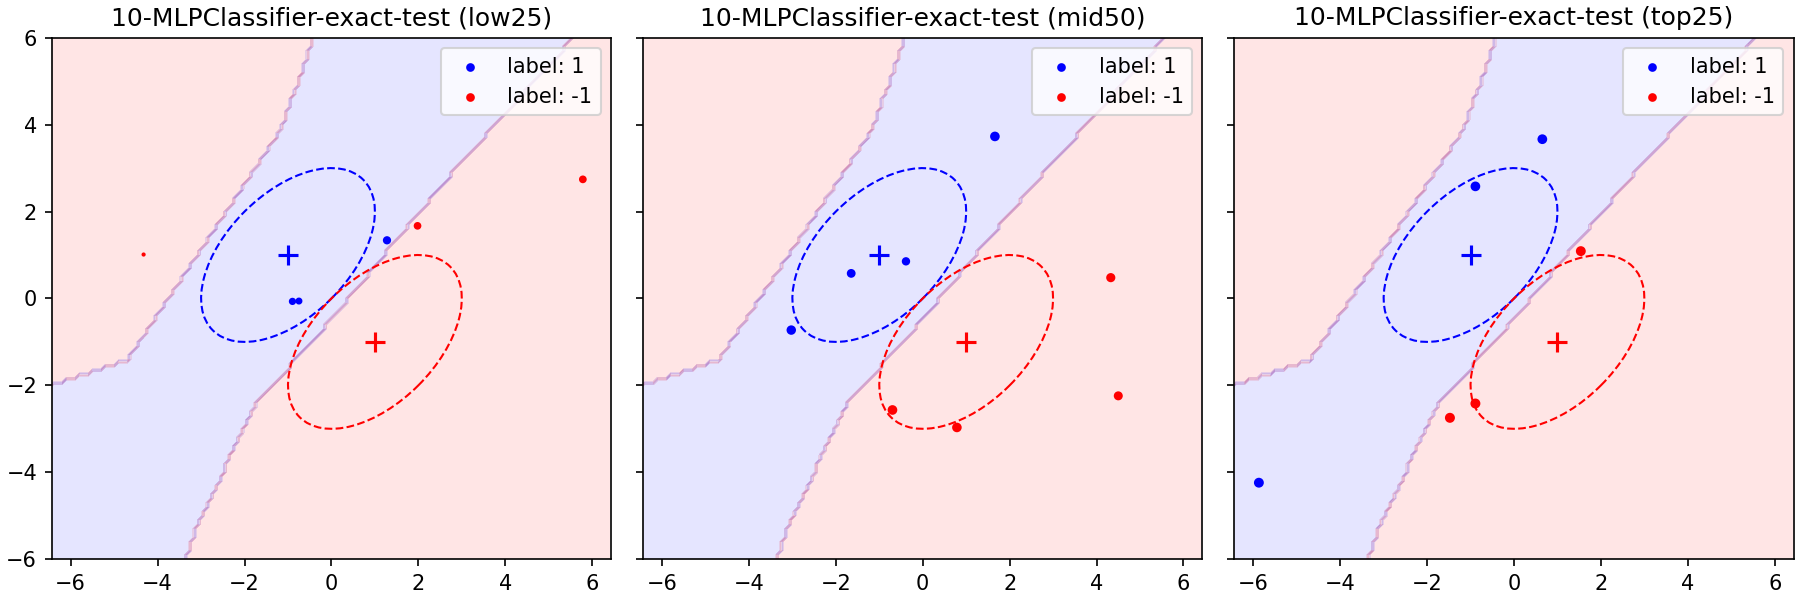 10-MLPClassifier-exact-test (low25)
10-MLPClassifier-exact-test (mid50)
10-MLPClassifier-exact-test (top25)
label: 1
label: -1
label: 1
label: -1
label: 1
label: -1
6
4
2
0
−2
−4
−6
−6 −4 −2 0 2 4 6
−6 −4 −2 0 2 4 6
−6 −4 −2 0 2 4 6